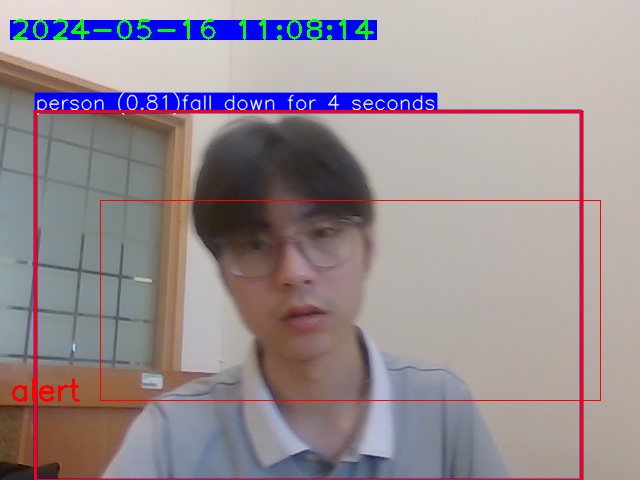 2024-05-16 11:08:14
person (0.81)fall down for 4 seconds
alert